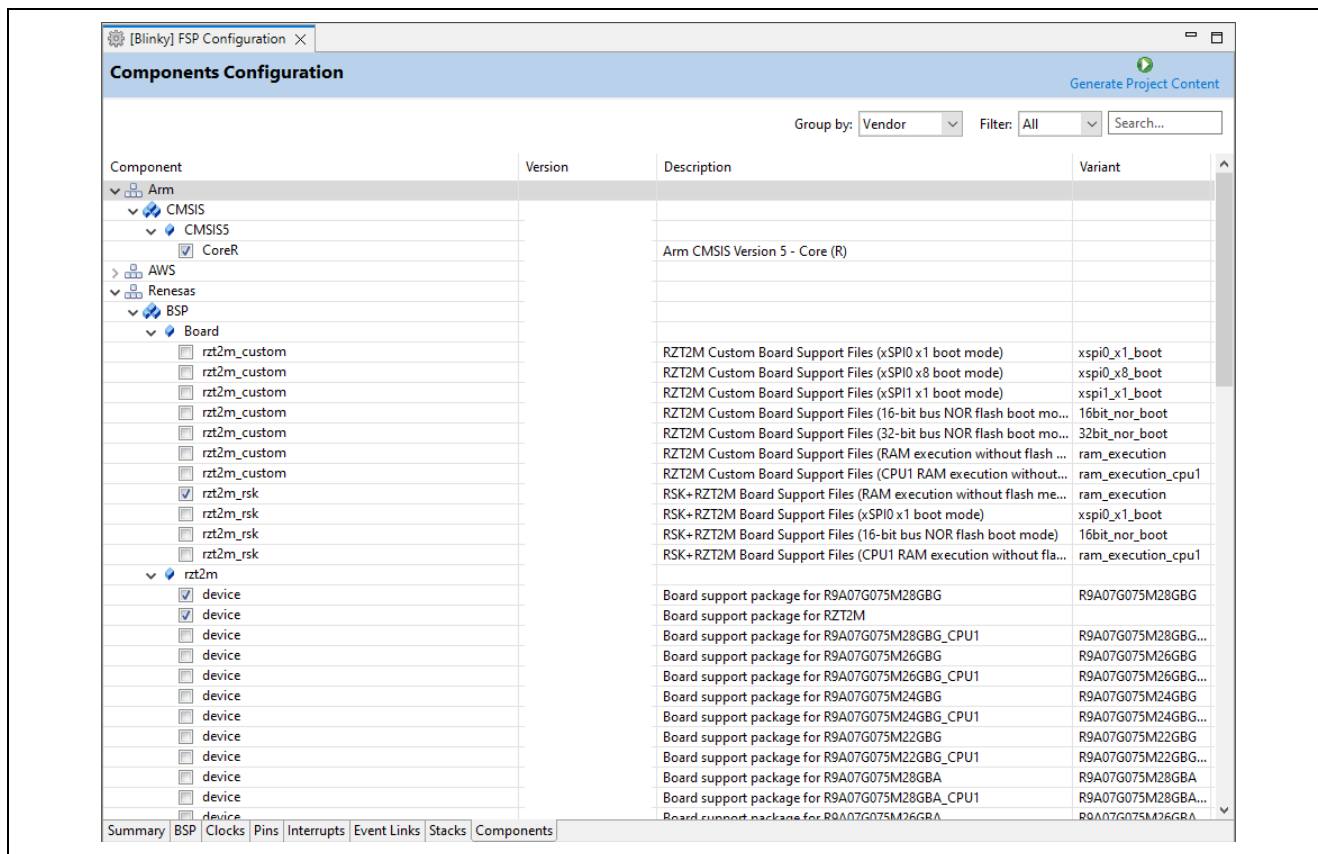 [Blinky] FSP Configuration
Components Configuration
Generate Project Content
Group by: Vendor Filter: All Search...
Component Version Description Variant
Arm
CMSIS
CMSIS5
CoreR Arm CMSIS Version 5 - Core (R)
AWS
Renesas
BSP
Board
rzt2m_custom RZT2M Custom Board Support Files (xSPI0 x1 boot mode) xspi0_x1_boot
rzt2m_custom RZT2M Custom Board Support Files (xSPI0 x8 boot mode) xspi0_x8_boot
rzt2m_custom RZT2M Custom Board Support Files (xSPI1 x1 boot mode) xspi1_x1_boot
rzt2m_custom RZT2M Custom Board Support Files (16-bit bus NOR flash boot mo... 16bit_nor_boot
rzt2m_custom RZT2M Custom Board Support Files (32-bit bus NOR flash boot mo... 32bit_nor_boot
rzt2m_custom RZT2M Custom Board Support Files (RAM execution without flash ... ram_execution
rzt2m_custom RZT2M Custom Board Support Files (CPU1 RAM execution without... ram_execution_cpu1
rzt2m_rsk RSK+RZT2M Board Support Files (RAM execution without flash me... ram_execution
rzt2m_rsk RSK+RZT2M Board Support Files (xSPI0 x1 boot mode) xspi0_x1_boot
rzt2m_rsk RSK+RZT2M Board Support Files (16-bit bus NOR flash boot mode) 16bit_nor_boot
rzt2m_rsk RSK+RZT2M Board Support Files (CPU1 RAM execution without fla... ram_execution_cpu1
rzt2m
device Board support package for R9A07G075M28GBG R9A07G075M28GBG
device Board support package for RZT2M
device Board support package for R9A07G075M28GBG_CPU1 R9A07G075M28GBG...
device Board support package for R9A07G075M26GBG R9A07G075M26GBG
device Board support package for R9A07G075M26GBG_CPU1 R9A07G075M26GBG...
device Board support package for R9A07G075M24GBG R9A07G075M24GBG
device Board support package for R9A07G075M24GBG_CPU1 R9A07G075M24GBG...
device Board support package for R9A07G075M22GBG R9A07G075M22GBG
device Board support package for R9A07G075M22GBG_CPU1 R9A07G075M22GBG...
device Board support package for R9A07G075M28GBA R9A07G075M28GBA
device Board support package for R9A07G075M28GBA_CPU1 R9A07G075M28GBA...
device Board support package for R9A07G075M26GBA R9A07G075M26GBA
Summary BSP Clocks Pins Interrupts Event Links Stacks Components